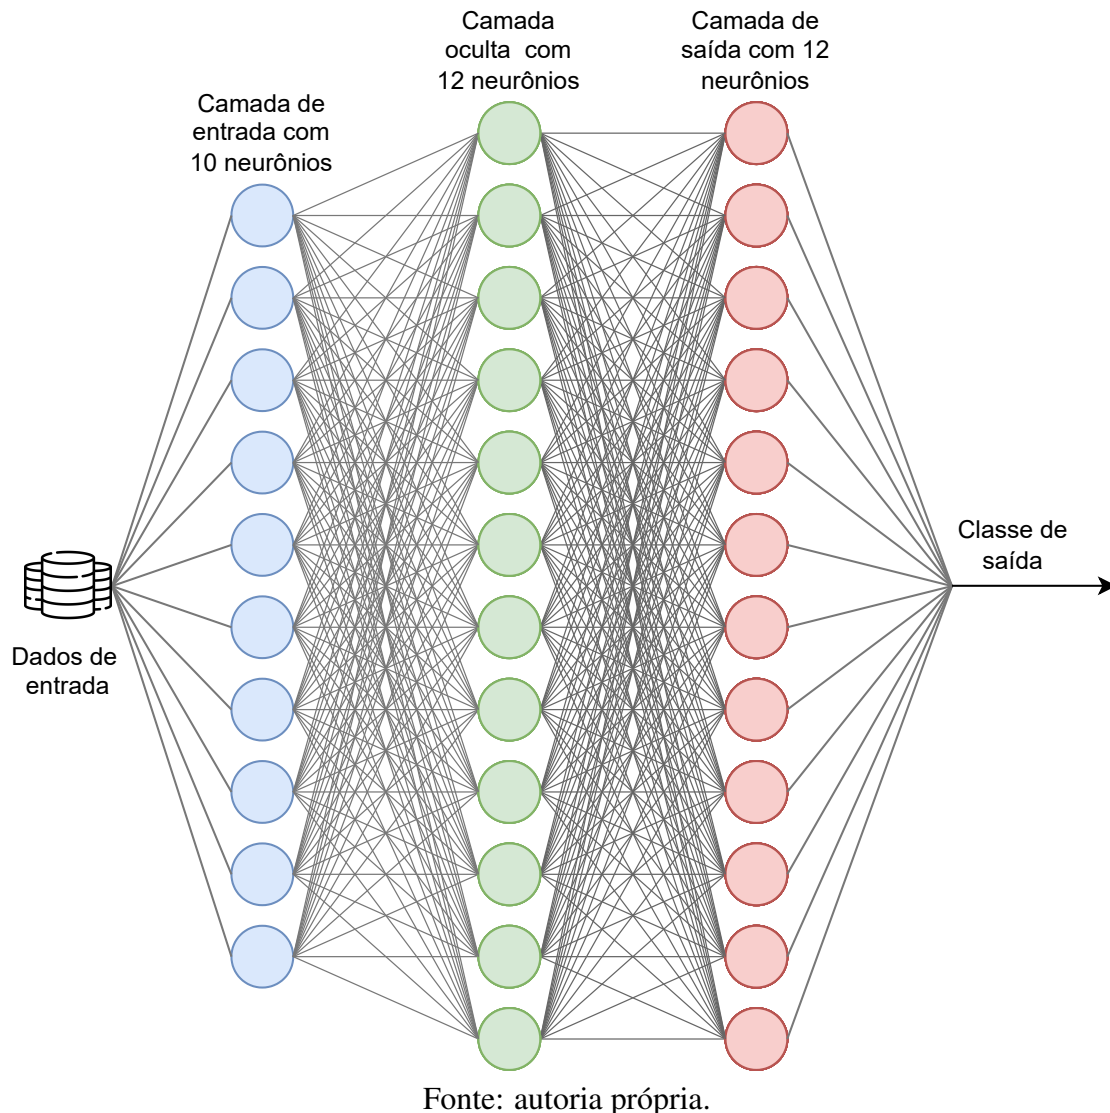 Camada
oculta com
12 neurônios
Camada de
saída com 12
neurônios
Camada de
entrada com
10 neurônios
Classe de
saída
Dados de
entrada
Fonte: autoria própria.